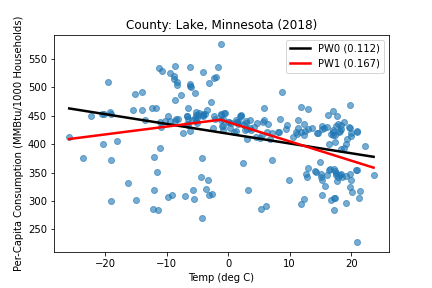 County: Lake, Minnesota (2018)
PW0 (0.112)
PW1 (0.167)
Per-Capita Consumption (MMBtu/1000 Households)
550
500
450
400
350
300
250
−20 −10 0 10 20
Temp (deg C)